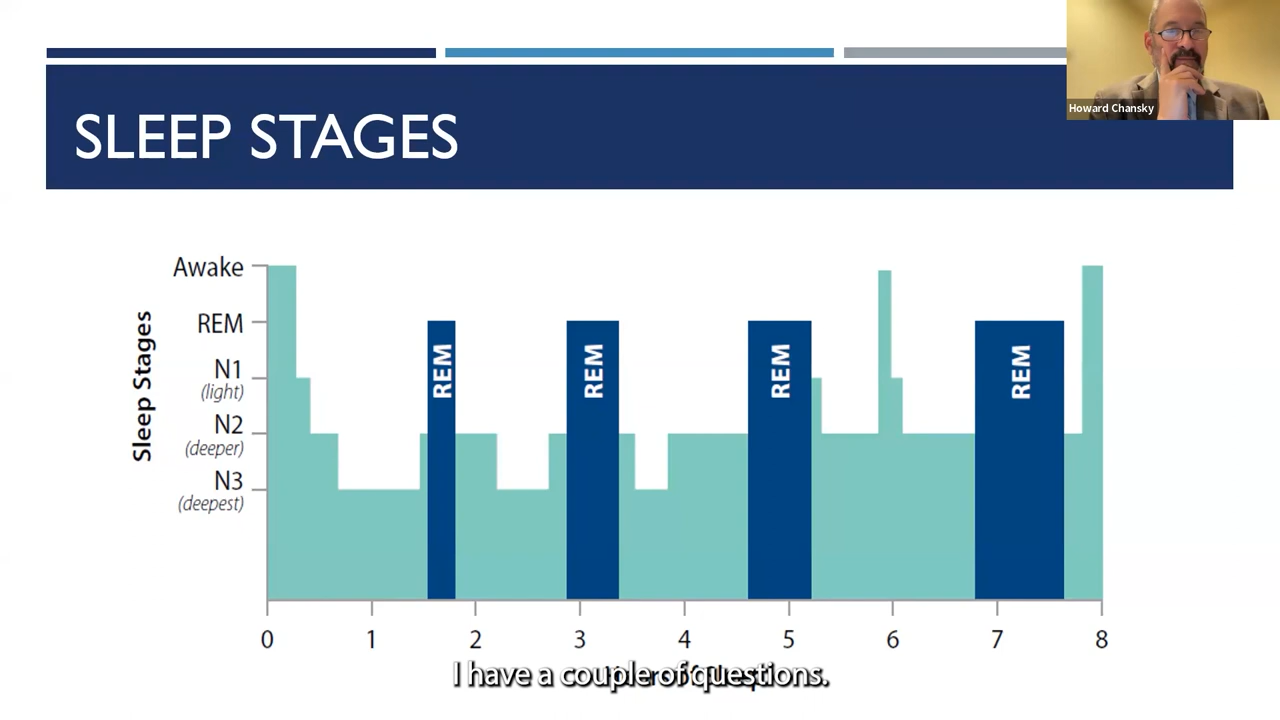 Howard Chansky
SLEEP STAGES
Sleep Stages
Awake
REM
N1
(light)
N2
(deeper)
N3
(deepest)
REM
REM
REM
REM
0 1 2 3 4 5 6 7 8
I have a couple of questions.